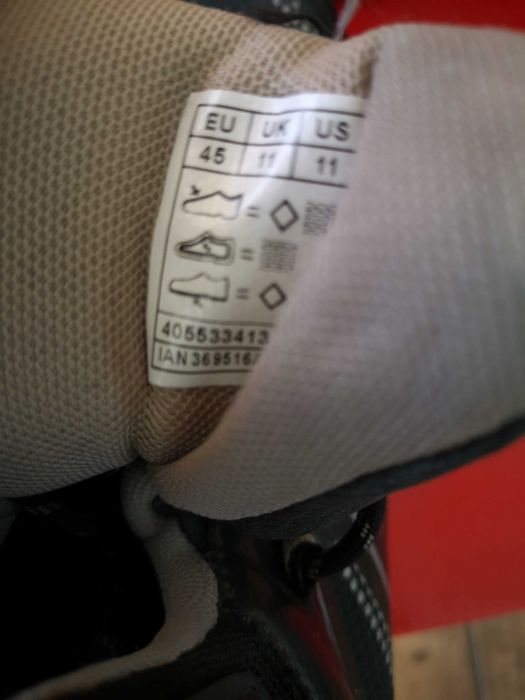 EU UK US
45 11 11
=
=
=
405533413
IAN 369516/